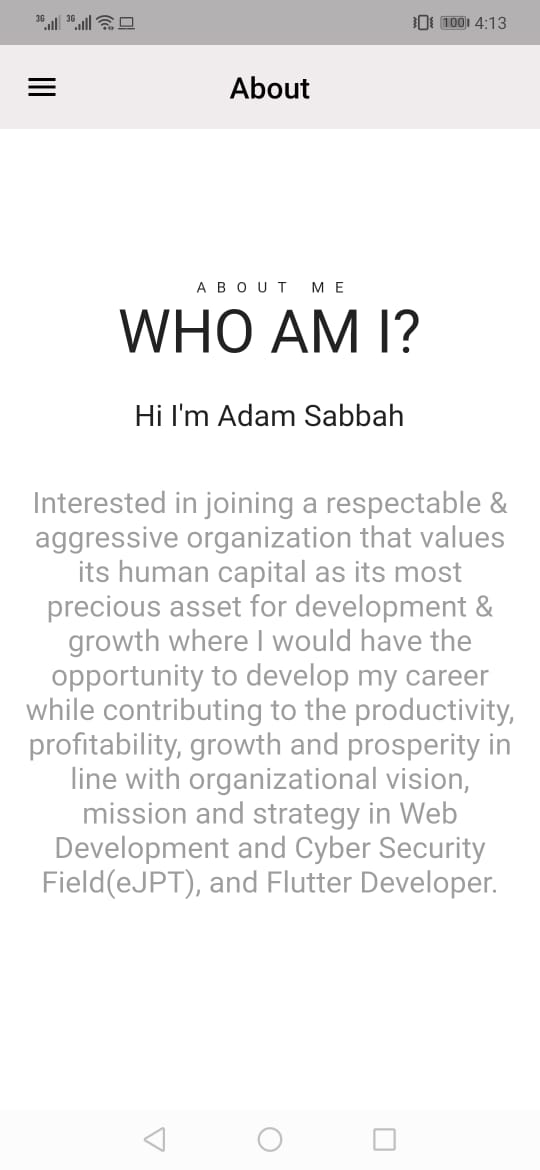 3G 3G 100 4:13
About
ABOUT ME
WHO AM I?
Hi I'm Adam Sabbah
Interested in joining a respectable &
aggressive organization that values
its human capital as its most
precious asset for development &
growth where I would have the
opportunity to develop my career
while contributing to the productivity,
profitability, growth and prosperity in
line with organizational vision,
mission and strategy in Web
Development and Cyber Security
Field(eJPT), and Flutter Developer.